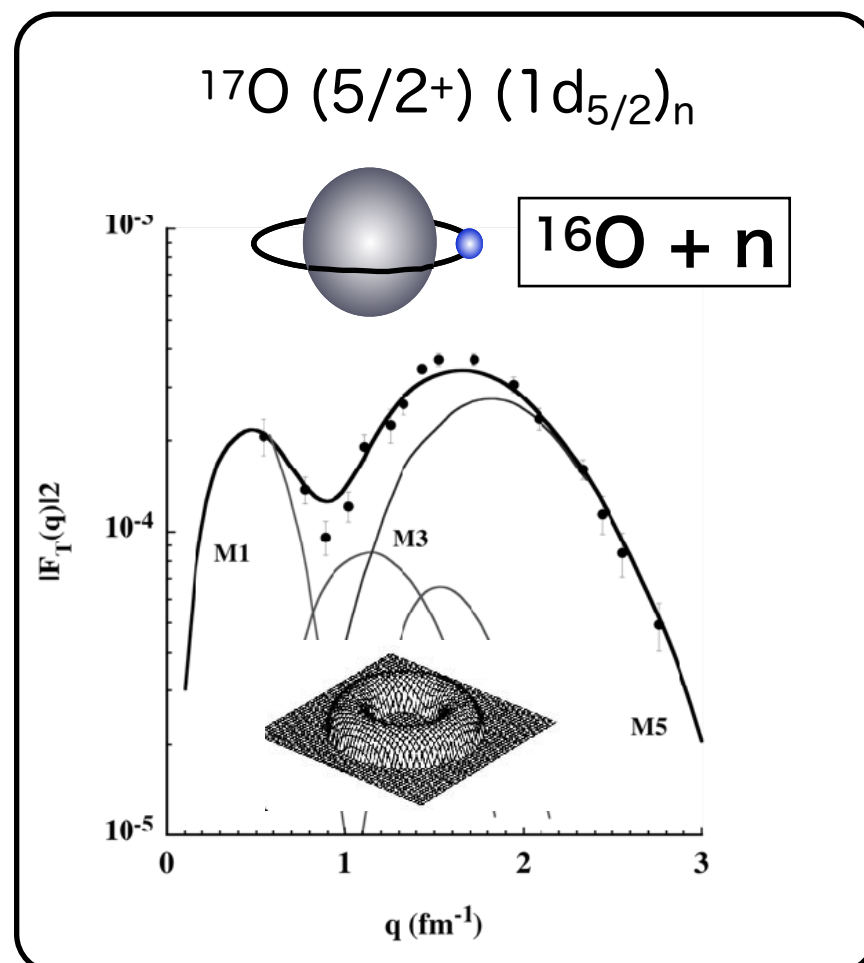 ¹⁷O (5/2⁺) (1d₅/₂)ₙ
¹⁶O + n
10⁻³
10⁻⁴
10⁻⁵
|F_T(q)|2
M1
M3
M5
0
1
2
3
q (fm⁻¹)